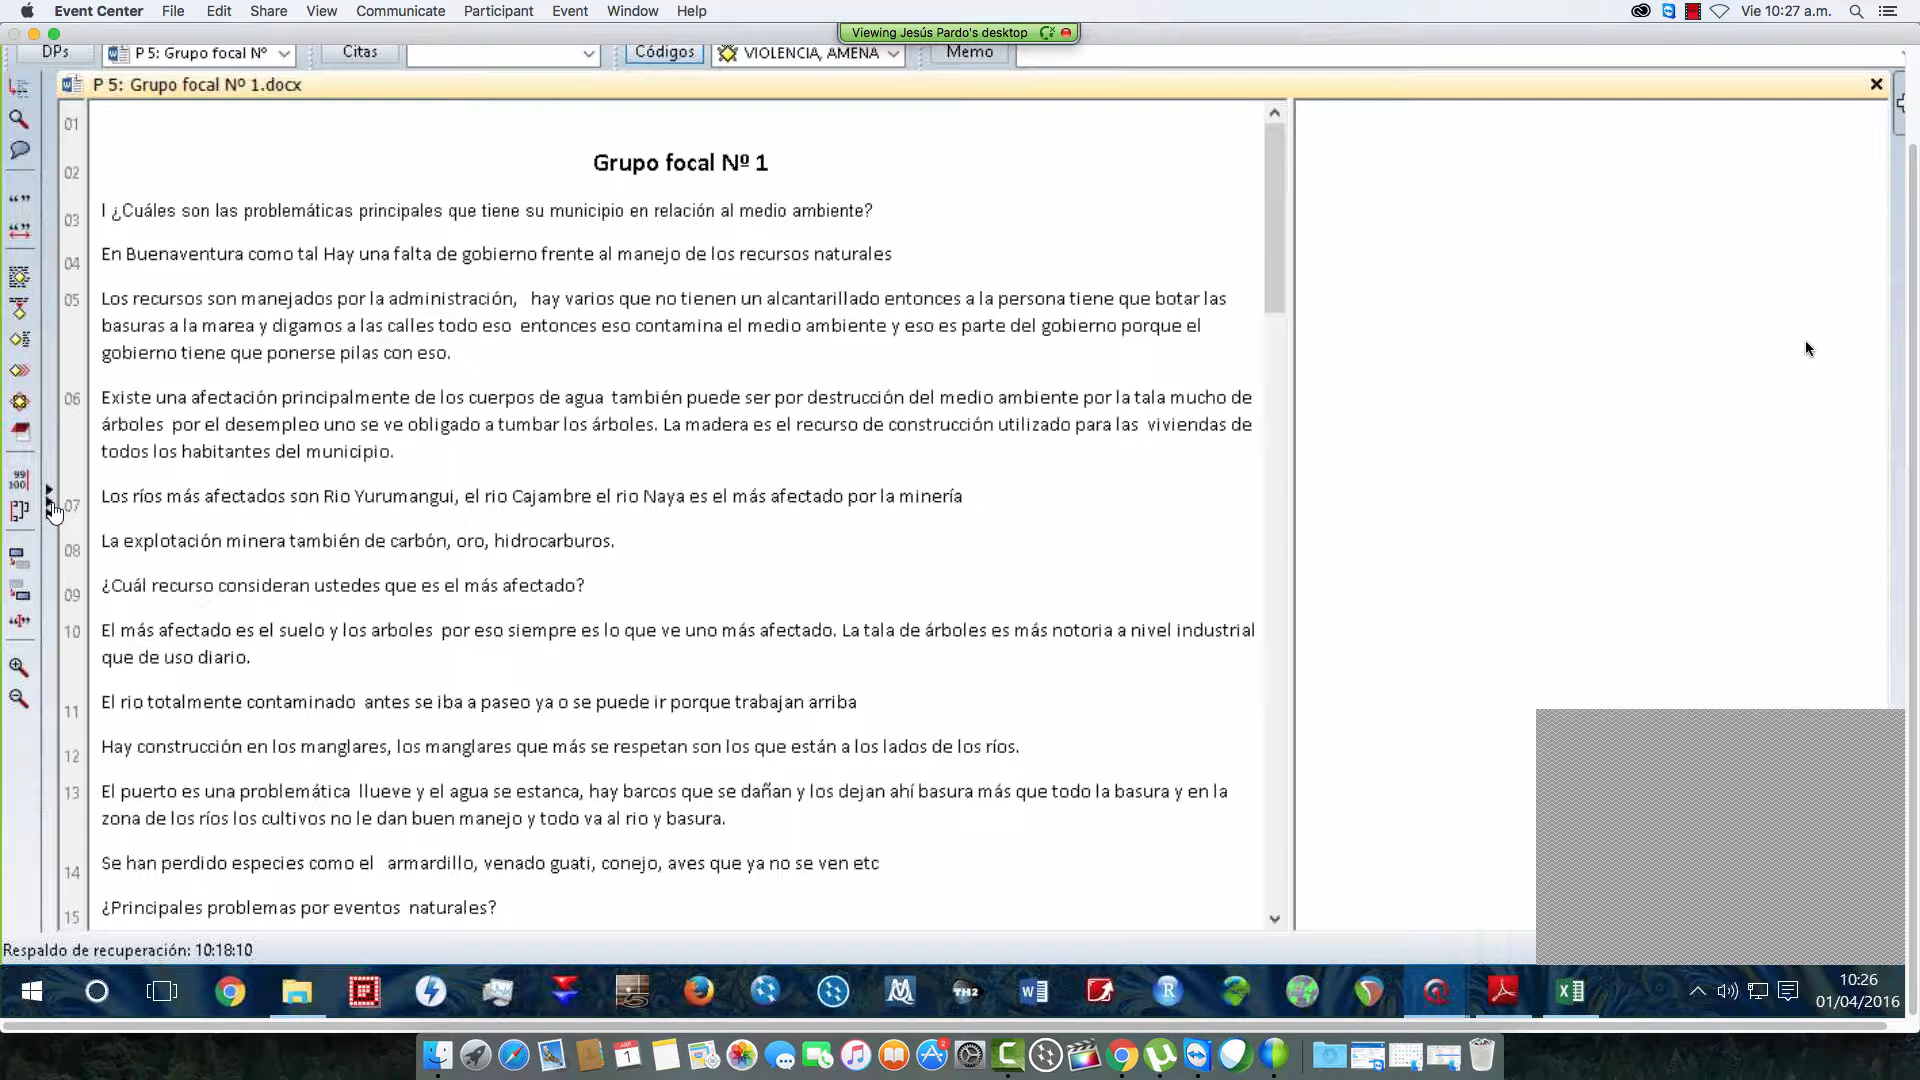 Event Center File Edit Share View Communicate Participant Event Window Help Vie 10:27 a.m.
Viewing Jesús Pardo's desktop
DPs P 5: Grupo focal Nº Citas Códigos VIOLENCIA, AMENA Memo
P 5: Grupo focal Nº 1.docx
01
02 Grupo focal Nº 1
03 I ¿Cuáles son las problemáticas principales que tiene su municipio en relación al medio ambiente?
04 En Buenaventura como tal Hay una falta de gobierno frente al manejo de los recursos naturales
05 Los recursos son manejados por la administración, hay varios que no tienen un alcantarillado entonces a la persona tiene que botar las
basuras a la marea y digamos a las calles todo eso entonces eso contamina el medio ambiente y eso es parte del gobierno porque el
gobierno tiene que ponerse pilas con eso.
06 Existe una afectación principalmente de los cuerpos de agua también puede ser por destrucción del medio ambiente por la tala mucho de
árboles por el desempleo uno se ve obligado a tumbar los árboles. La madera es el recurso de construcción utilizado para las viviendas de
todos los habitantes del municipio.
07 Los ríos más afectados son Rio Yurumangui, el rio Cajambre el rio Naya es el más afectado por la minería
08 La explotación minera también de carbón, oro, hidrocarburos.
09 ¿Cuál recurso consideran ustedes que es el más afectado?
10 El más afectado es el suelo y los arboles por eso siempre es lo que ve uno más afectado. La tala de árboles es más notoria a nivel industrial
que de uso diario.
11 El rio totalmente contaminado antes se iba a paseo ya o se puede ir porque trabajan arriba
12 Hay construcción en los manglares, los manglares que más se respetan son los que están a los lados de los ríos.
13 El puerto es una problemática llueve y el agua se estanca, hay barcos que se dañan y los dejan ahí basura más que todo la basura y en la
zona de los ríos los cultivos no le dan buen manejo y todo va al rio y basura.
14 Se han perdido especies como el armardillo, venado guati, conejo, aves que ya no se ven etc
15 ¿Principales problemas por eventos naturales?
Respaldo de recuperación: 10:18:10
TH2
10:26
01/04/2016